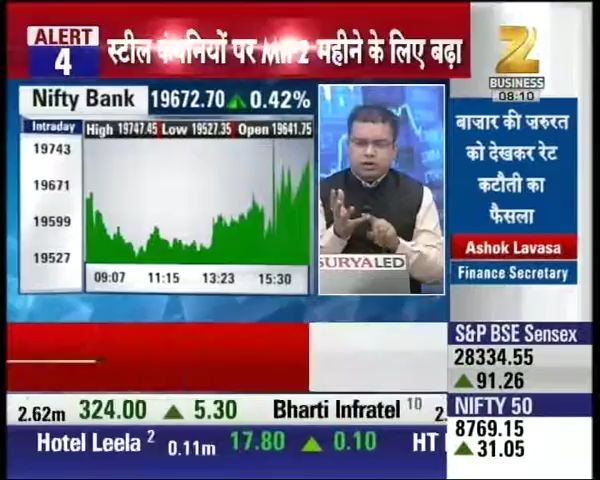 ALERT
4
स्टील कंपनियों पर MIP 2 महीने के लिए बढ़ा
Z
BUSINESS
08:10
Nifty Bank 19672.70 ▲ 0.42%
Intraday High 19747.45 Low 19527.35 Open 19641.75
19743
19671
19599
19527
09:07 11:15 13:23 15:30
SURYALED
बाजार की जरुरत
को देखकर रेट
कटौती का
फैसला
Ashok Lavasa
Finance Secretary
S&P BSE Sensex
28334.55
▲ 91.26
NIFTY 50
8769.15
▲ 31.05
2.62m 324.00 ▲ 5.30 Bharti Infratel 10 2.
Hotel Leela 2 0.11m 17.80 ▲ 0.10 HT